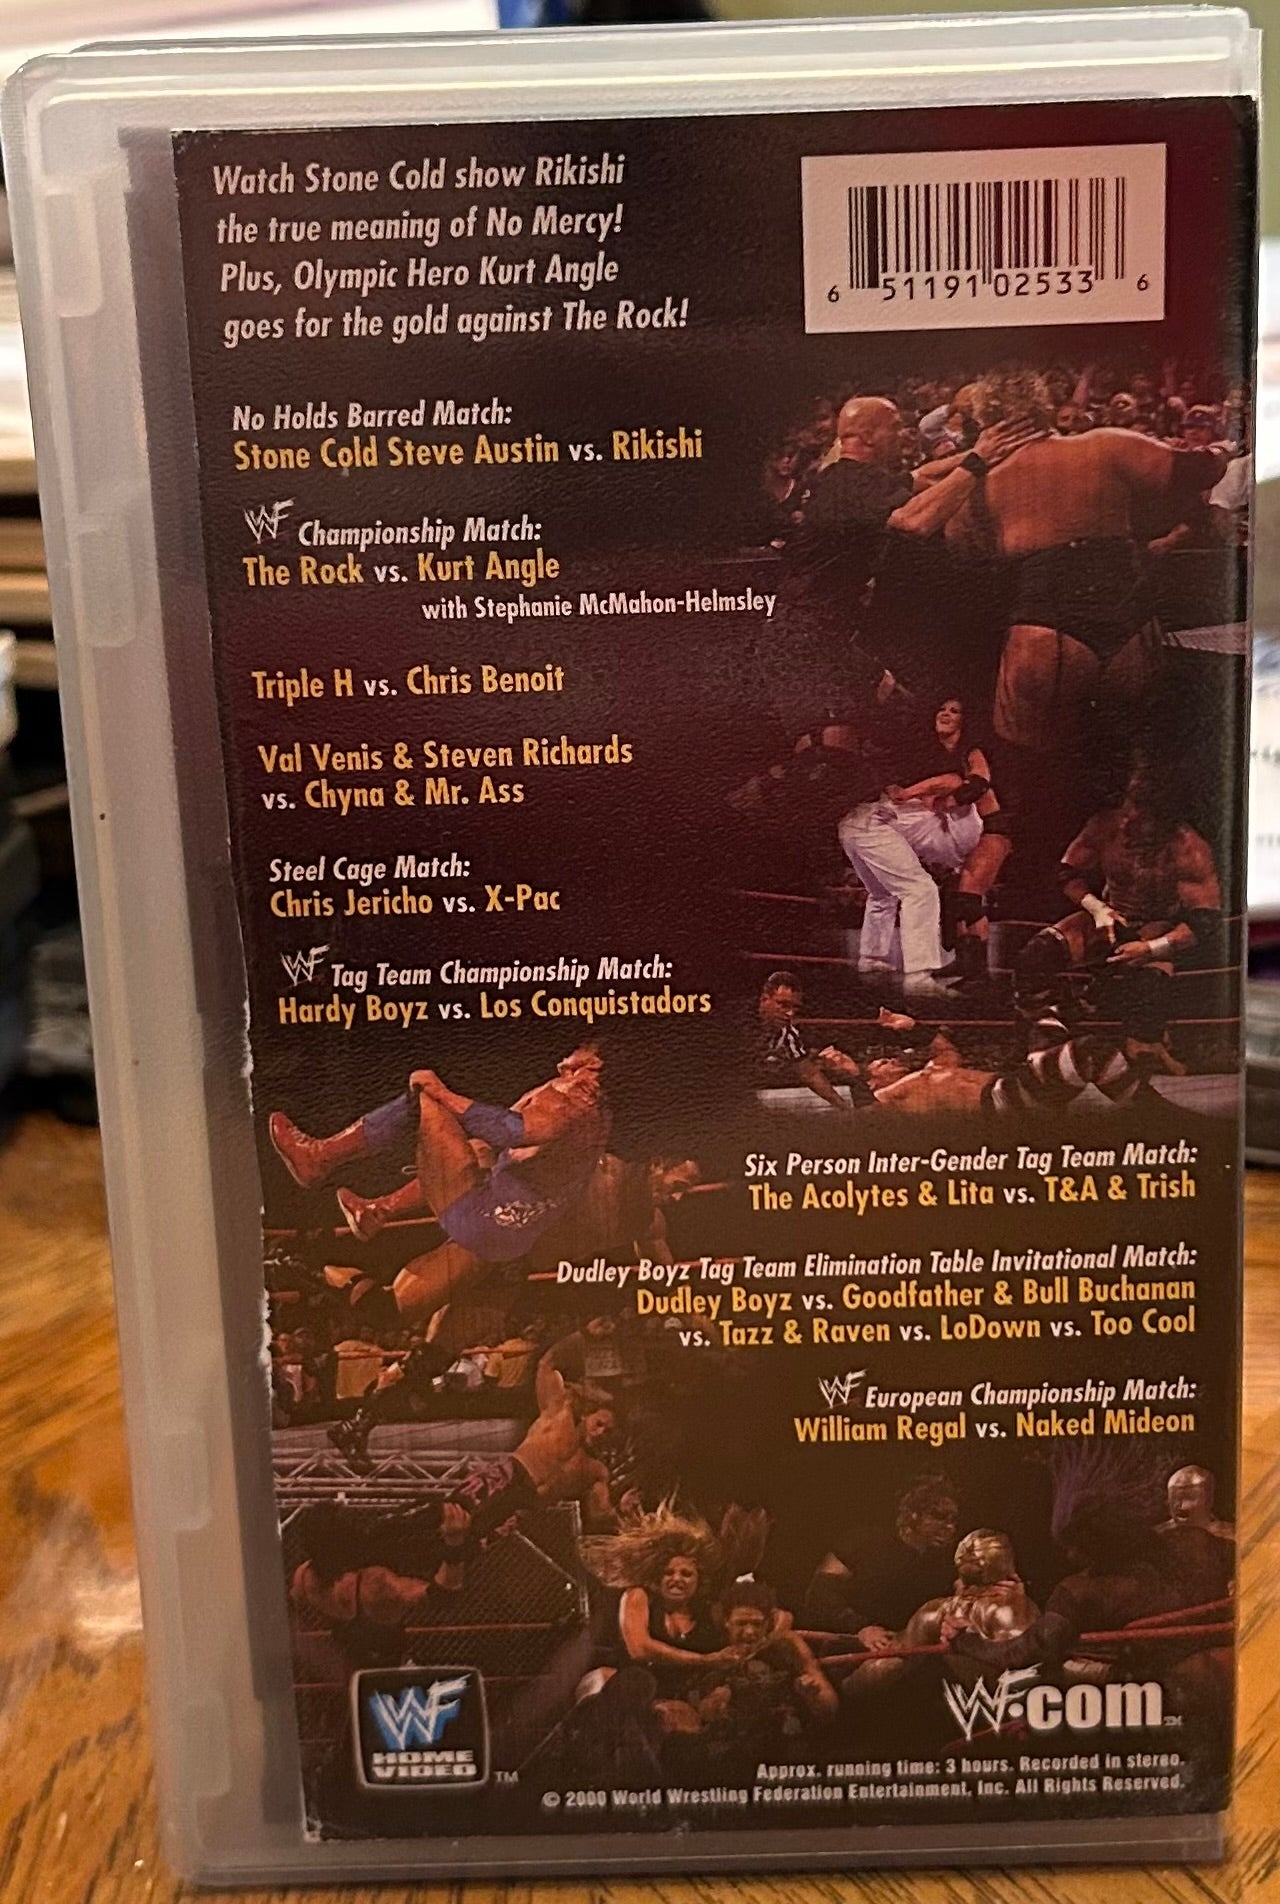 Watch Stone Cold show Rikishi
the true meaning of No Mercy!
Plus, Olympic Hero Kurt Angle
goes for the gold against The Rock!
6 51191 02533 6
No Holds Barred Match:
Stone Cold Steve Austin vs. Rikishi
WF Championship Match:
The Rock vs. Kurt Angle
with Stephanie McMahon-Helmsley
Triple H vs. Chris Benoit
Val Venis & Steven Richards
vs. Chyna & Mr. Ass
Steel Cage Match:
Chris Jericho vs. X-Pac
WF Tag Team Championship Match:
Hardy Boyz vs. Los Conquistadors
Six Person Inter-Gender Tag Team Match:
The Acolytes & Lita vs. T&A & Trish
Dudley Boyz Tag Team Elimination Table Invitational Match:
Dudley Boyz vs. Goodfather & Bull Buchanan
vs. Tazz & Raven vs. LoDown vs. Too Cool
WF European Championship Match:
William Regal vs. Naked Mideon
WF
HOME
VIDEO TM
WF.com TM
Approx. running time: 3 hours. Recorded in stereo.
© 2000 World Wrestling Federation Entertainment, Inc. All Rights Reserved.